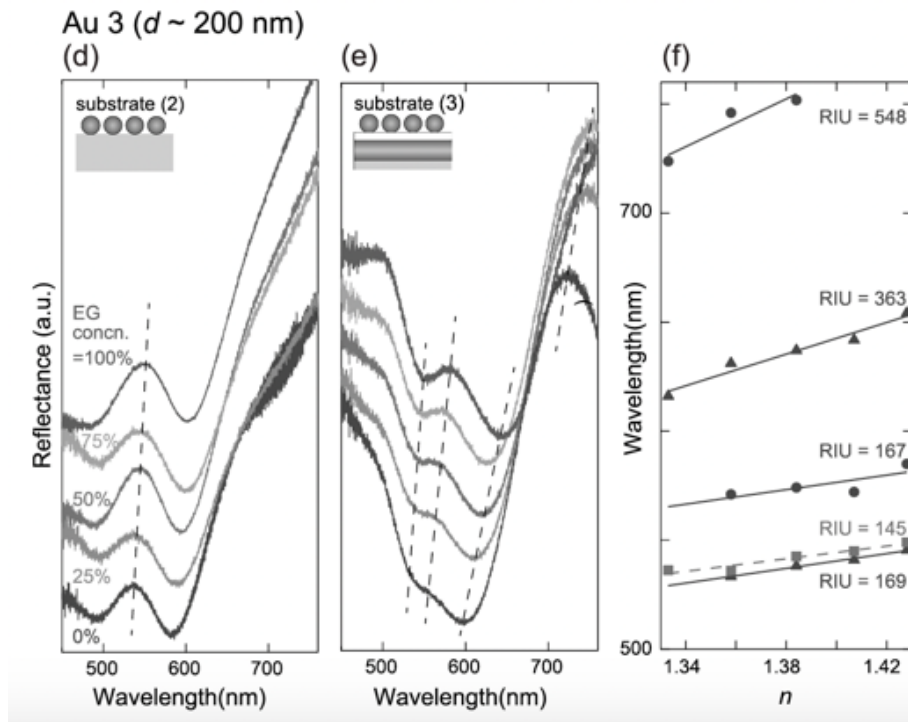 Au 3 (d ~ 200 nm)
(d)
substrate (2)
EG
concn.
=100%
75%
50%
25%
0%
Reflectance (a.u.)
500
600
700
Wavelength(nm)
(e)
substrate (3)
500
600
700
Wavelength(nm)
(f)
RIU = 548
RIU = 363
RIU = 167
RIU = 145
RIU = 169
Wavelength(nm)
700
500
1.34
1.38
1.42
n